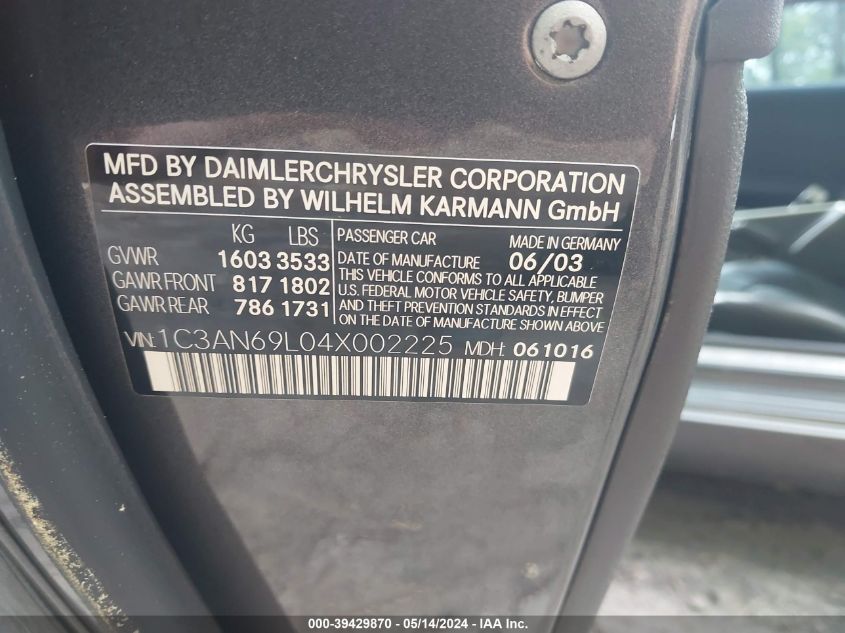 MFD BY DAIMLERCHRYSLER CORPORATION
ASSEMBLED BY WILHELM KARMANN GmbH
KG LBS
GVWR 1603 3533
GAWR FRONT 817 1802
GAWR REAR 786 1731
PASSENGER CAR MADE IN GERMANY
DATE OF MANUFACTURE 06/03
THIS VEHICLE CONFORMS TO ALL APPLICABLE
U.S. FEDERAL MOTOR VEHICLE SAFETY, BUMPER
AND THEFT PREVENTION STANDARDS IN EFFECT
ON THE DATE OF MANUFACTURE SHOWN ABOVE
VIN: 1C3AN69L04X002225 MDH: 061016
000-39429870 - 05/14/2024 - IAAI Inc.